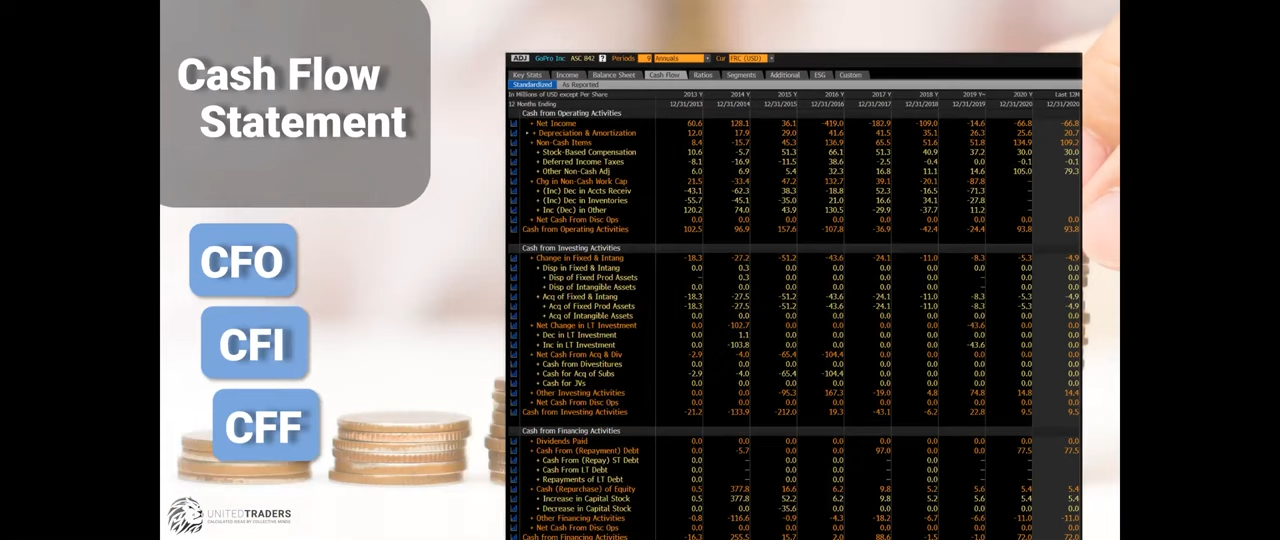 Cash Flow
Statement
CFO
CFI
CFF
UNITEDTRADERS
CALCULATED IDEAS BY COLLECTIVE MINDS
ADJ GoPro Inc ASC 842 ? Periods 9 Annuals Cur FRC (USD)
Key Stats Income Balance Sheet Cash Flow Ratios Segments Additional ESG Custom
Standardized As Reported
In Millions of USD except Per Share 2013 Y 2014 Y 2015 Y 2016 Y 2017 Y 2018 Y 2019 Y 2020 Y Last 12M
12 Months Ending 12/31/2013 12/31/2014 12/31/2015 12/31/2016 12/31/2017 12/31/2018 12/31/2019 12/31/2020 12/31/2020
Cash from Operating Activities
+ Net Income 60.6 128.1 36.1 -419.0 -182.9 -109.0 -14.6 -66.8 -66.8
+ Depreciation & Amortization 12.0 17.9 29.0 41.6 41.5 35.1 26.3 25.6 20.7
+ Non-Cash Items 8.4 -15.7 45.3 136.9 65.5 51.6 51.8 134.9 109.2
+ Stock-Based Compensation 10.6 -5.7 51.3 66.1 51.3 40.9 37.2 30.0 30.0
+ Deferred Income Taxes -8.1 -16.9 -11.5 38.6 -2.5 -0.4 0.0 -0.1 -0.1
+ Other Non-Cash Adj 6.0 6.9 5.4 32.3 16.8 11.1 14.6 105.0 79.3
+ Chg in Non-Cash Work Cap 21.5 -33.4 47.2 132.7 39.1 -20.1 -87.8 –
+ (Inc) Dec in Accts Receiv -43.1 -62.3 38.3 -18.8 52.3 -16.5 -71.3 –
+ (Inc) Dec in Inventories -55.7 -45.1 -35.0 21.0 16.6 34.1 -27.8 –
+ Inc (Dec) in Other 120.2 74.0 43.9 130.5 -29.9 -37.7 11.2 –
+ Net Cash From Disc Ops 0.0 0.0 0.0 0.0 0.0 0.0 0.0 0.0 0.0
Cash from Operating Activities 102.5 96.9 157.6 -107.8 -36.9 -42.4 -24.4 93.8 93.8
Cash from Investing Activities
+ Change in Fixed & Intang -18.3 -27.2 -51.2 -43.6 -24.1 -11.0 -8.3 -5.3 -4.9
+ Disp in Fixed & Intang 0.0 0.3 0.0 0.0 0.0 0.0 0.0 0.0 0.0
+ Disp of Fixed Prod Assets – 0.3 0.0 0.0 0.0 0.0 – 0.0 0.0
+ Disp of Intangible Assets 0.0 0.0 0.0 0.0 0.0 0.0 – 0.0 0.0
+ Acq of Fixed & Intang -18.3 -27.5 -51.2 -43.6 -24.1 -11.0 -8.3 -5.3 -4.9
+ Acq of Fixed Prod Assets -18.3 -27.5 -51.2 -43.6 -24.1 -11.0 -8.3 -5.3 -4.9
+ Acq of Intangible Assets 0.0 0.0 0.0 0.0 0.0 0.0 0.0 0.0 0.0
+ Net Change in LT Investment 0.0 -102.7 0.0 0.0 0.0 0.0 -43.6 0.0 0.0
+ Dec in LT Investment 0.0 1.1 0.0 0.0 0.0 0.0 0.0 0.0 0.0
+ Inc in LT Investment 0.0 -103.8 0.0 0.0 0.0 0.0 -43.6 0.0 0.0
+ Net Cash From Acq & Div -2.9 -4.0 -65.4 -104.4 0.0 0.0 0.0 0.0 0.0
+ Cash from Divestitures 0.0 0.0 0.0 0.0 0.0 0.0 0.0 0.0 0.0
+ Cash for Acq of Subs -2.9 -4.0 -65.4 -104.4 0.0 0.0 0.0 0.0 0.0
+ Cash for JVs 0.0 0.0 0.0 0.0 0.0 0.0 0.0 0.0 0.0
+ Other Investing Activities 0.0 0.0 -95.3 167.3 -19.0 4.8 74.8 14.8 14.4
+ Net Cash From Disc Ops 0.0 0.0 0.0 0.0 0.0 0.0 0.0 0.0 0.0
Cash from Investing Activities -21.2 -133.9 -212.0 19.3 -43.1 -6.2 22.8 9.5 9.5
Cash from Financing Activities
+ Dividends Paid 0.0 0.0 0.0 0.0 0.0 0.0 0.0 0.0 0.0
+ Cash From (Repayment) Debt 0.0 -5.7 0.0 0.0 97.0 0.0 0.0 77.5 77.5
+ Cash From (Repay) ST Debt 0.0 – 0.0 0.0 – 0.0 – – –
+ Cash From LT Debt 0.0 – 0.0 0.0 – 0.0 – – –
+ Repayments of LT Debt 0.0 – 0.0 0.0 – 0.0 – – –
+ Cash (Repurchase) of Equity 0.5 377.8 16.6 6.2 9.8 5.2 5.6 5.4 5.4
+ Increase in Capital Stock 0.5 377.8 52.2 6.2 9.8 5.2 5.6 5.4 5.4
+ Decrease in Capital Stock 0.0 0.0 -35.6 0.0 0.0 0.0 0.0 0.0 0.0
+ Other Financing Activities -0.8 -116.6 -0.9 -4.3 -18.2 -6.7 -6.6 -11.0 -11.0
+ Net Cash From Disc Ops 0.0 0.0 0.0 0.0 0.0 0.0 0.0 0.0 0.0
Cash from Financing Activities -16.3 255.5 15.7 2.0 88.6 -1.5 -1.0 72.0 72.0